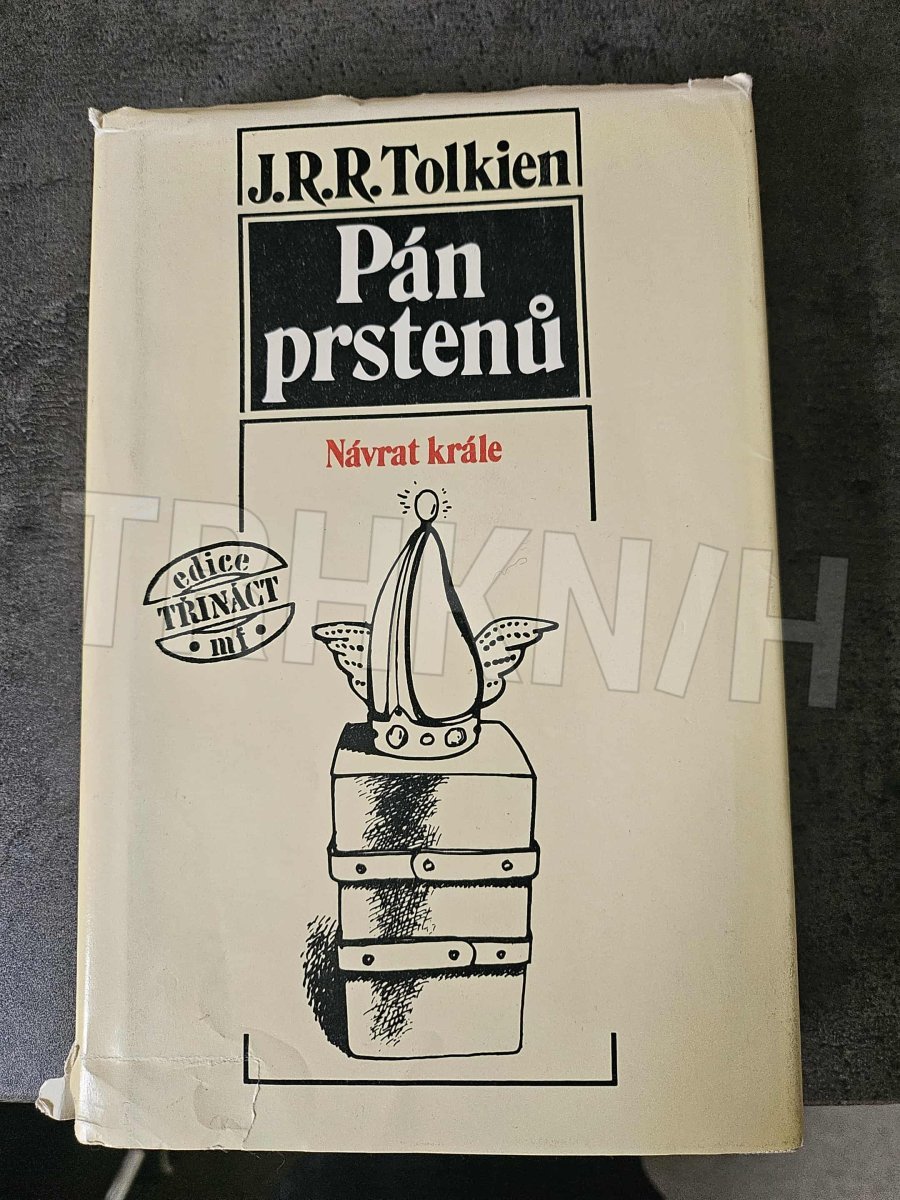 J.R.R.Tolkien
Pán
prstenů
Návrat krále
edice
TŘINÁCT
• mf •
TRHKNIH